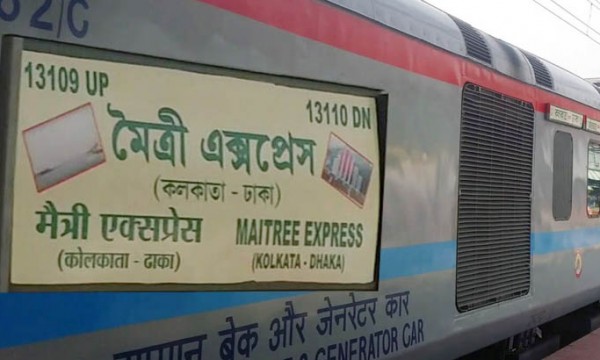 2/C
13109 UP
13110 DN
মৈত্রী এক্সপ্রেস
(কলকাতা - ঢাকা)
मैत्री एक्सप्रेस
(कोलकाता - ढाका)
MAITREE EXPRESS
(KOLKATA - DHAKA)
ब्रेक और जेनरेटर कार
GENERATOR CAR